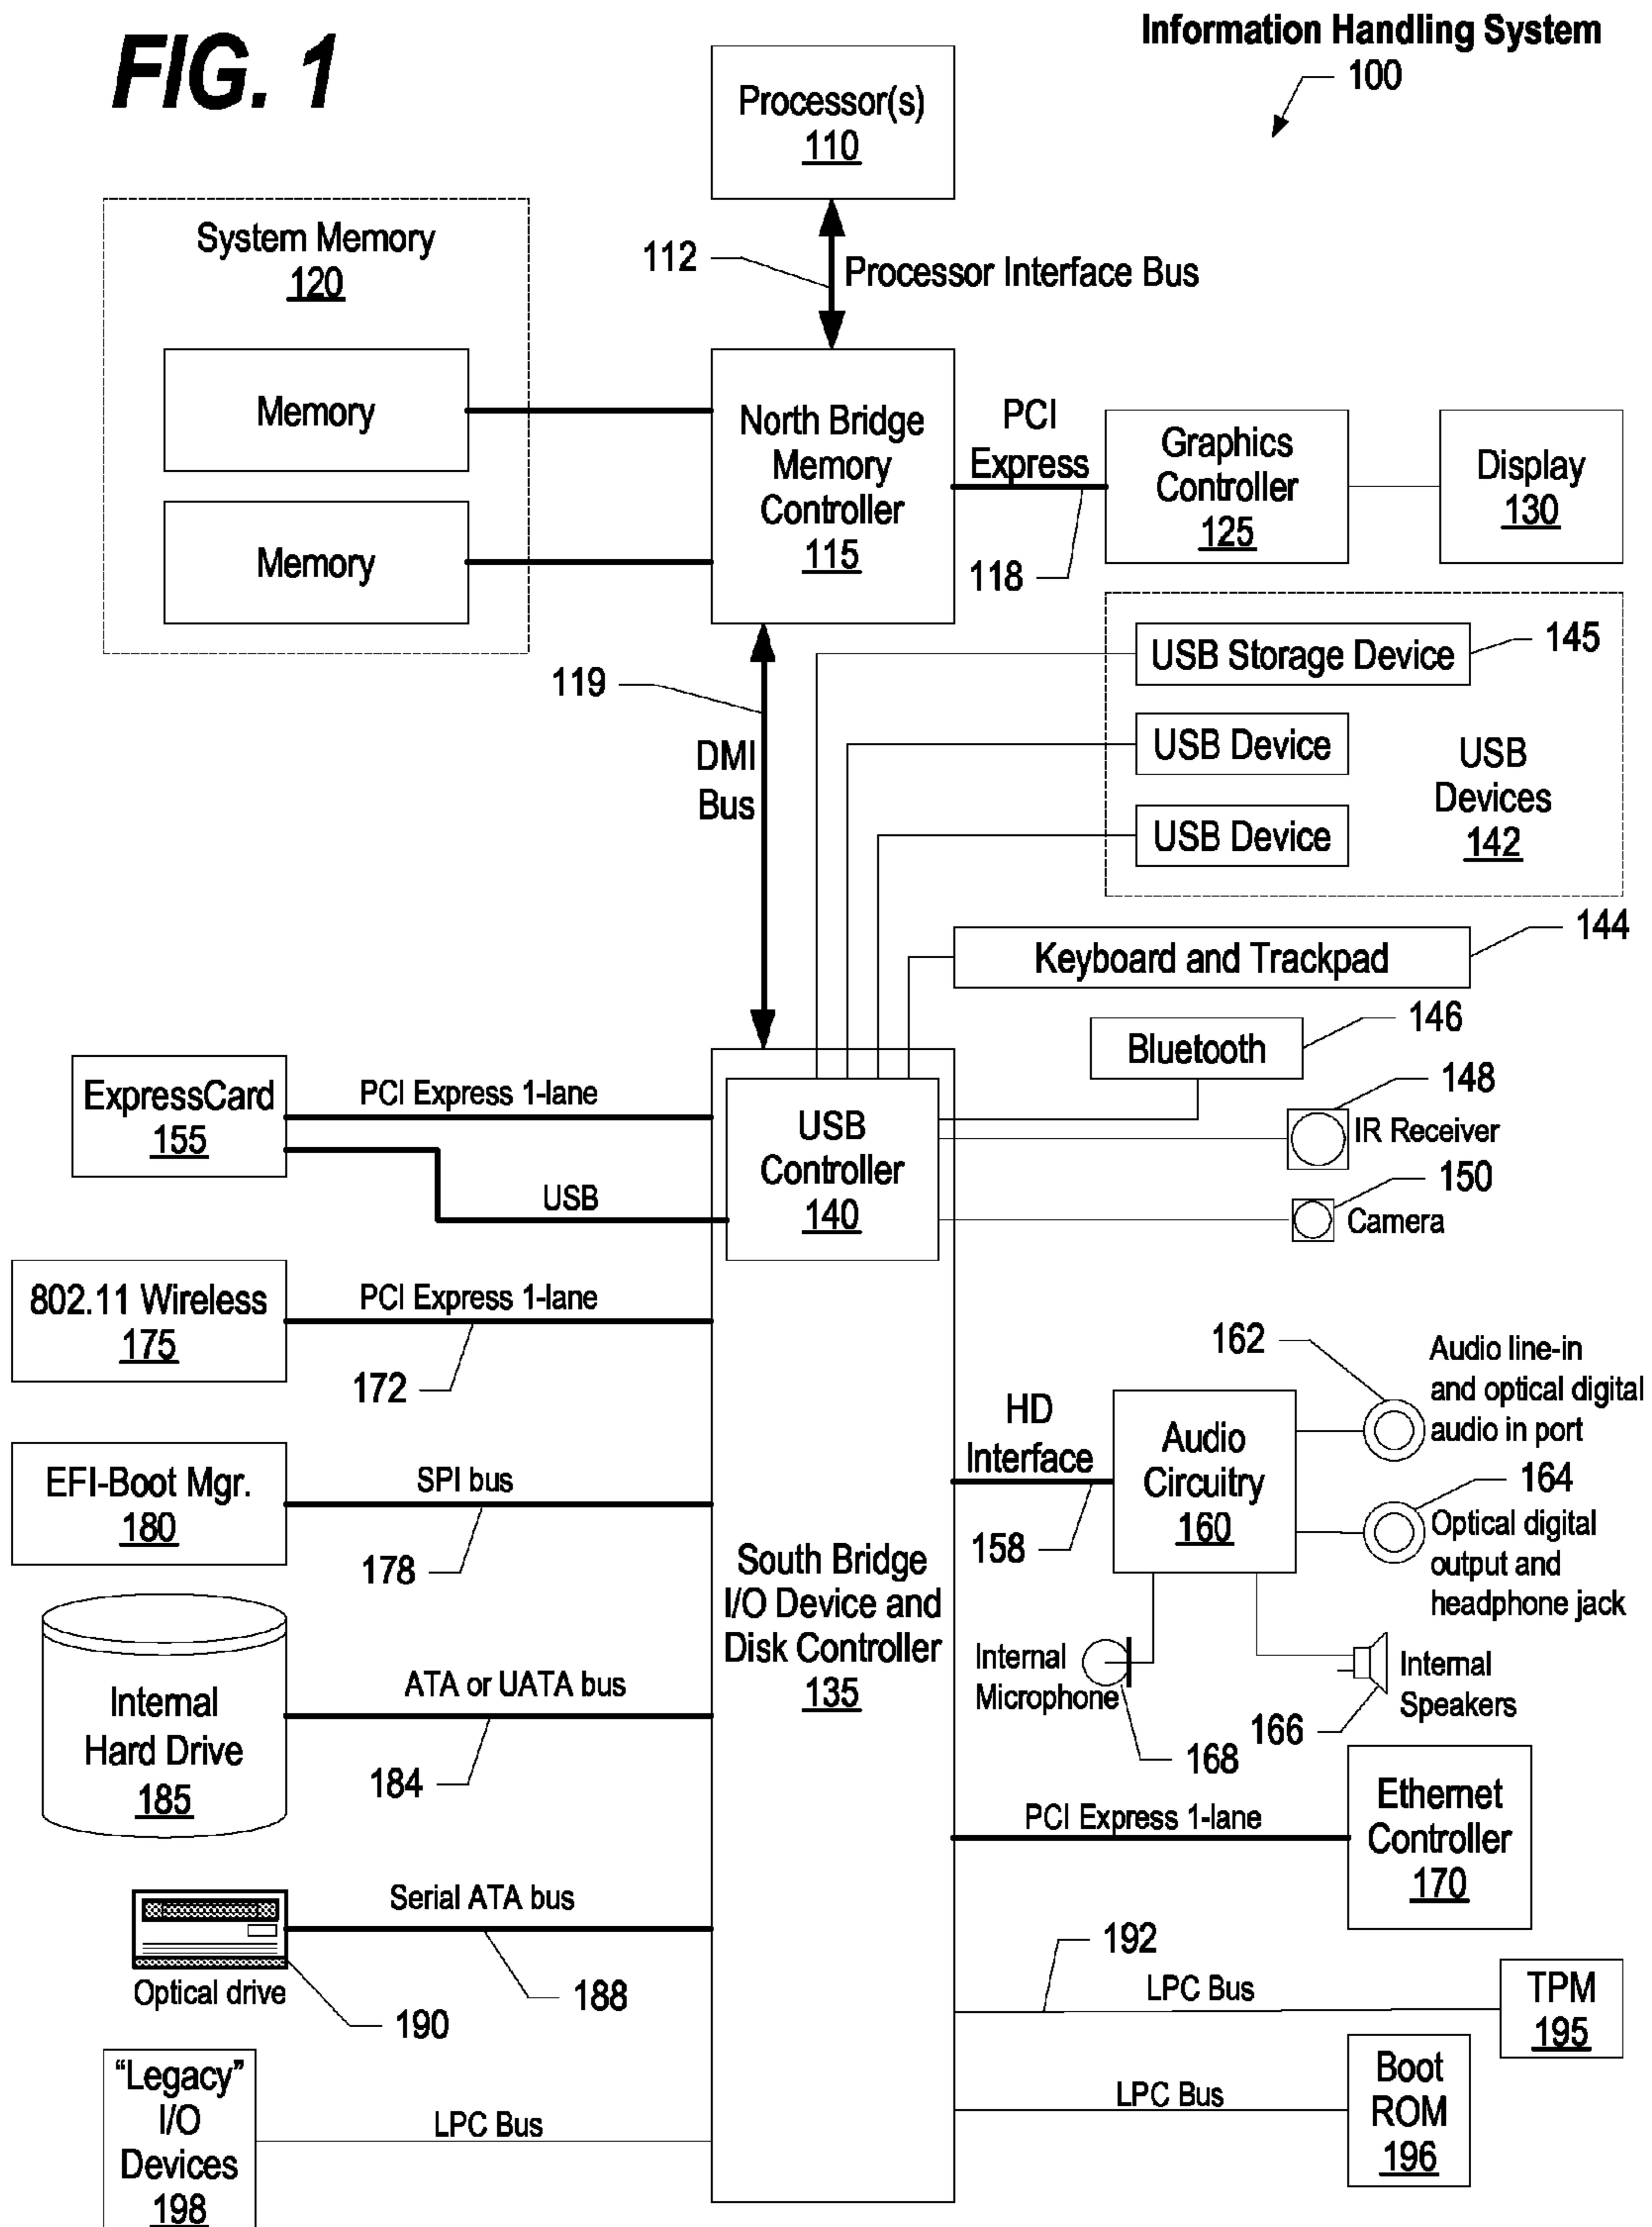 FIG. 1
Information Handling System
100
Processor(s)
110
112
Processor Interface Bus
System Memory
120
Memory
Memory
North Bridge
Memory
Controller
115
PCI
Express
118
Graphics
Controller
125
Display
130
119
DMI
Bus
USB Storage Device
145
USB Device
USB Device
USB
Devices
142
Keyboard and Trackpad
144
Bluetooth
146
148
IR Receiver
150
Camera
USB
Controller
140
ExpressCard
155
PCI Express 1-lane
USB
802.11 Wireless
175
PCI Express 1-lane
172
EFI-Boot Mgr.
180
SPI bus
178
Internal
Hard Drive
185
ATA or UATA bus
184
Serial ATA bus
188
Optical drive
190
"Legacy"
I/O
Devices
198
LPC Bus
South Bridge
I/O Device and
Disk Controller
135
HD
Interface
158
Audio
Circuitry
160
162
Audio line-in
and optical digital
audio in port
164
Optical digital
output and
headphone jack
Internal
Microphone
168
166
Internal
Speakers
PCI Express 1-lane
Ethernet
Controller
170
192
LPC Bus
TPM
195
LPC Bus
Boot
ROM
196